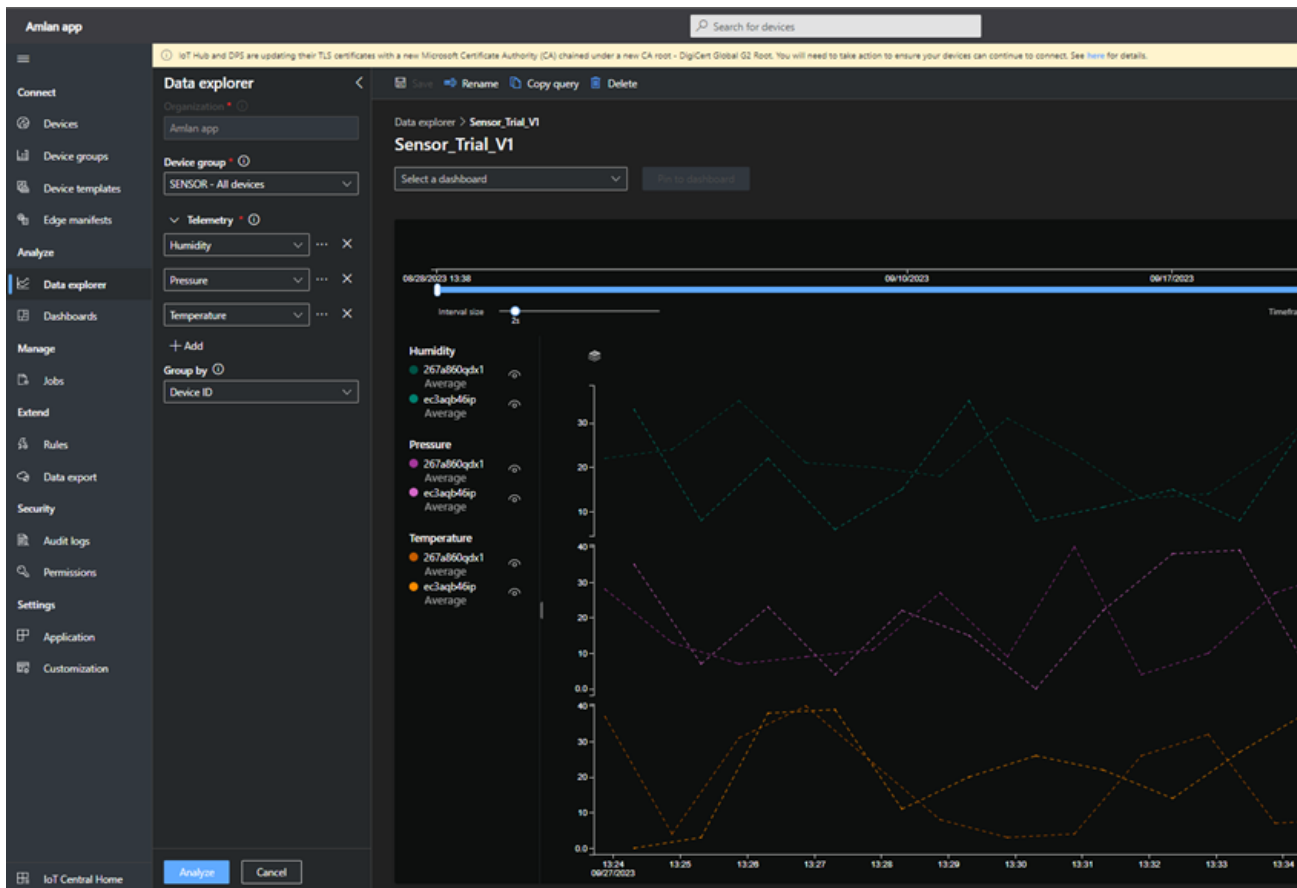 Amlan app
Search for devices
IoT Hub and DPS are updating their TLS certificates with a new Microsoft Certificate Authority (CA) chained under a new CA root - DigiCert Global G2 Root. You will need to take action to ensure your devices can continue to connect. See here for details.
Connect
Devices
Device groups
Device templates
Edge manifests
Analyze
Data explorer
Dashboards
Manage
Jobs
Extend
Rules
Data export
Security
Audit logs
Permissions
Settings
Application
Customization
IoT Central Home
Data explorer
Organization *
Amlan app
Device group *
SENSOR - All devices
Telemetry *
Humidity
Pressure
Temperature
+ Add
Group by
Device ID
Analyze
Cancel
Save
Rename
Copy query
Delete
Data explorer > Sensor_Trial_V1
Sensor_Trial_V1
Select a dashboard
Pin to dashboard
08/28/2023 13:38
09/10/2023
09/17/2023
Interval size
2s
Timefra
Humidity
267a860qdx1
Average
ec3aqb46ip
Average
Pressure
267a860qdx1
Average
ec3aqb46ip
Average
Temperature
267a860qdx1
Average
ec3aqb46ip
Average
30
20
10
40
30
20
10
0.0
40
30
20
10
0.0
13:24
13:25
13:26
13:27
13:28
13:29
13:30
13:31
13:32
13:33
13:34
09/27/2023